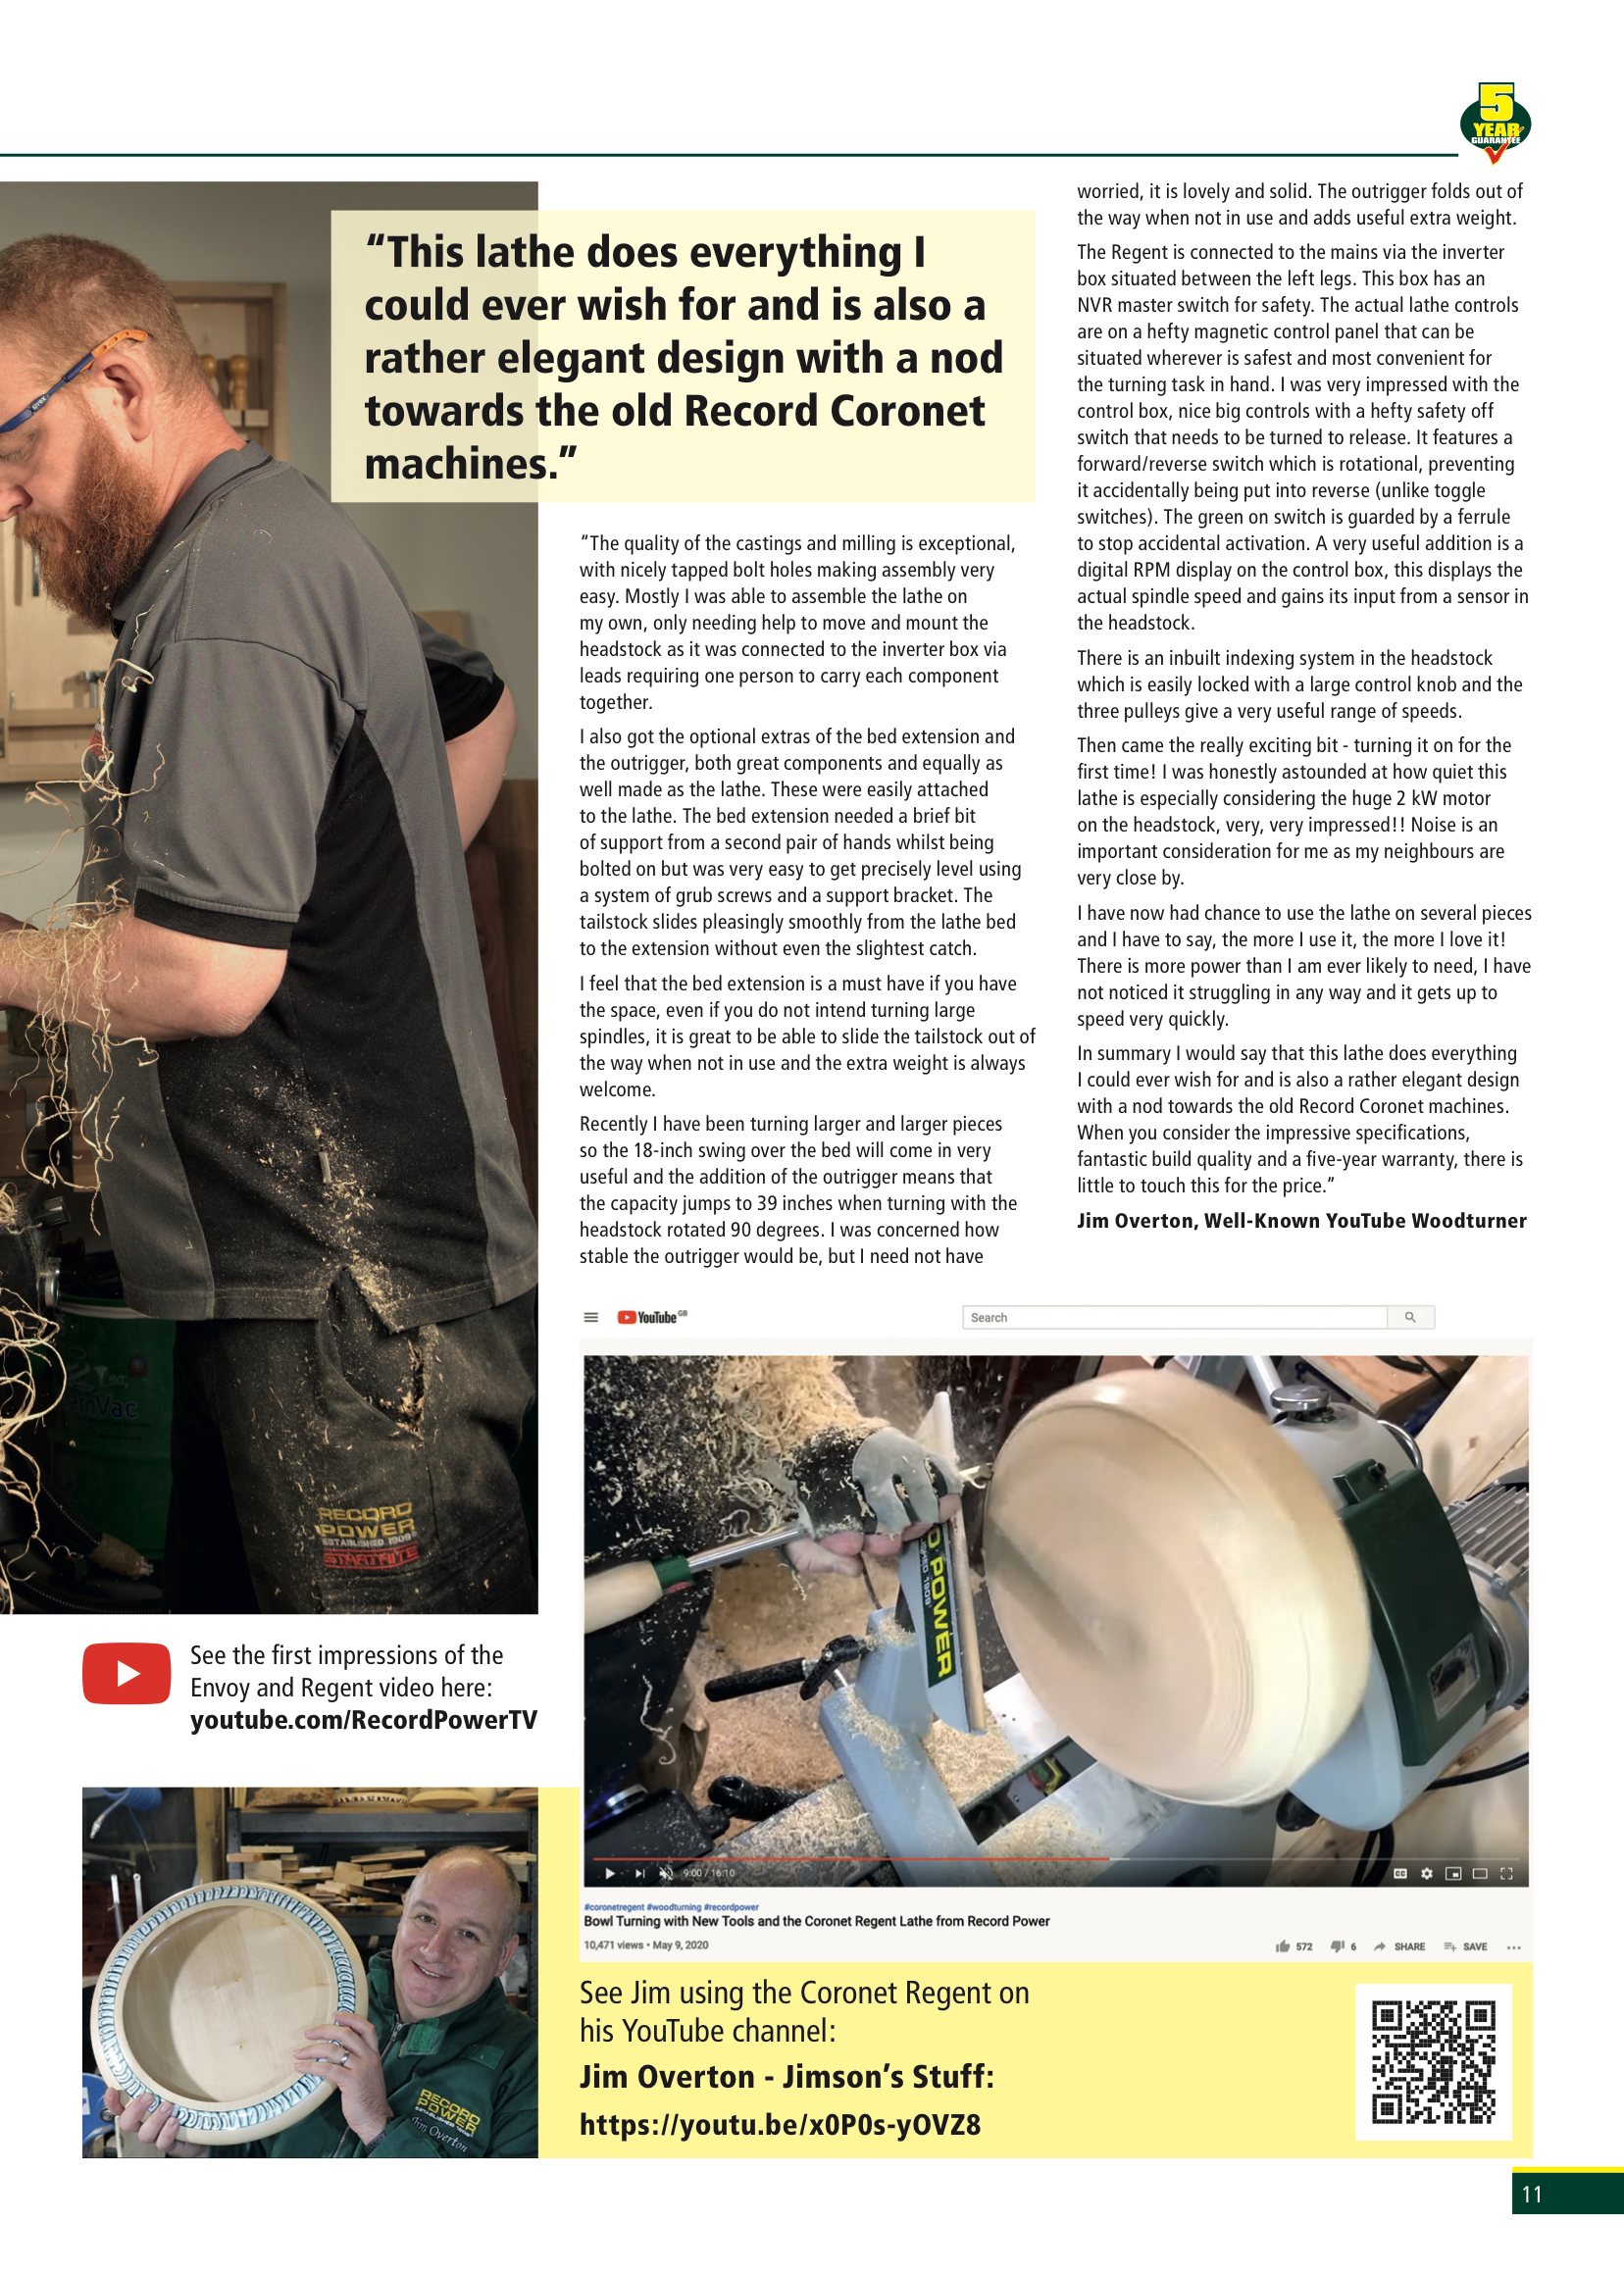 5
YEAR
GUARANTEE
“This lathe does everything I
could ever wish for and is also a
rather elegant design with a nod
towards the old Record Coronet
machines.”
“The quality of the castings and milling is exceptional,
with nicely tapped bolt holes making assembly very
easy. Mostly I was able to assemble the lathe on
my own, only needing help to move and mount the
headstock as it was connected to the inverter box via
leads requiring one person to carry each component
together.
I also got the optional extras of the bed extension and
the outrigger, both great components and equally as
well made as the lathe. These were easily attached
to the lathe. The bed extension needed a brief bit
of support from a second pair of hands whilst being
bolted on but was very easy to get precisely level using
a system of grub screws and a support bracket. The
tailstock slides pleasingly smoothly from the lathe bed
to the extension without even the slightest catch.
I feel that the bed extension is a must have if you have
the space, even if you do not intend turning large
spindles, it is great to be able to slide the tailstock out of
the way when not in use and the extra weight is always
welcome.
Recently I have been turning larger and larger pieces
so the 18-inch swing over the bed will come in very
useful and the addition of the outrigger means that
the capacity jumps to 39 inches when turning with the
headstock rotated 90 degrees. I was concerned how
stable the outrigger would be, but I need not have
worried, it is lovely and solid. The outrigger folds out of
the way when not in use and adds useful extra weight.
The Regent is connected to the mains via the inverter
box situated between the left legs. This box has an
NVR master switch for safety. The actual lathe controls
are on a hefty magnetic control panel that can be
situated wherever is safest and most convenient for
the turning task in hand. I was very impressed with the
control box, nice big controls with a hefty safety off
switch that needs to be turned to release. It features a
forward/reverse switch which is rotational, preventing
it accidentally being put into reverse (unlike toggle
switches). The green on switch is guarded by a ferrule
to stop accidental activation. A very useful addition is a
digital RPM display on the control box, this displays the
actual spindle speed and gains its input from a sensor in
the headstock.
There is an inbuilt indexing system in the headstock
which is easily locked with a large control knob and the
three pulleys give a very useful range of speeds.
Then came the really exciting bit - turning it on for the
first time! I was honestly astounded at how quiet this
lathe is especially considering the huge 2 kW motor
on the headstock, very, very impressed!! Noise is an
important consideration for me as my neighbours are
very close by.
I have now had chance to use the lathe on several pieces
and I have to say, the more I use it, the more I love it!
There is more power than I am ever likely to need, I have
not noticed it struggling in any way and it gets up to
speed very quickly.
In summary I would say that this lathe does everything
I could ever wish for and is also a rather elegant design
with a nod towards the old Record Coronet machines.
When you consider the impressive specifications,
fantastic build quality and a five-year warranty, there is
little to touch this for the price.”
Jim Overton, Well-Known YouTube Woodturner
RECORD
POWER
ESTABLISHED 1909
STARTRITE
See the first impressions of the
Envoy and Regent video here:
youtube.com/RecordPowerTV
YouTube GB
Search
POWER
9:00 / 16:10
#coronetregent #woodturning #recordpower
Bowl Turning with New Tools and the Coronet Regent Lathe from Record Power
10,471 views • May 9, 2020
572
6
SHARE
SAVE
RECORD
POWER
ESTABLISHED 1909
Jim Overton
See Jim using the Coronet Regent on
his YouTube channel:
Jim Overton - Jimson’s Stuff:
https://youtu.be/x0P0s-yOVZ8
11